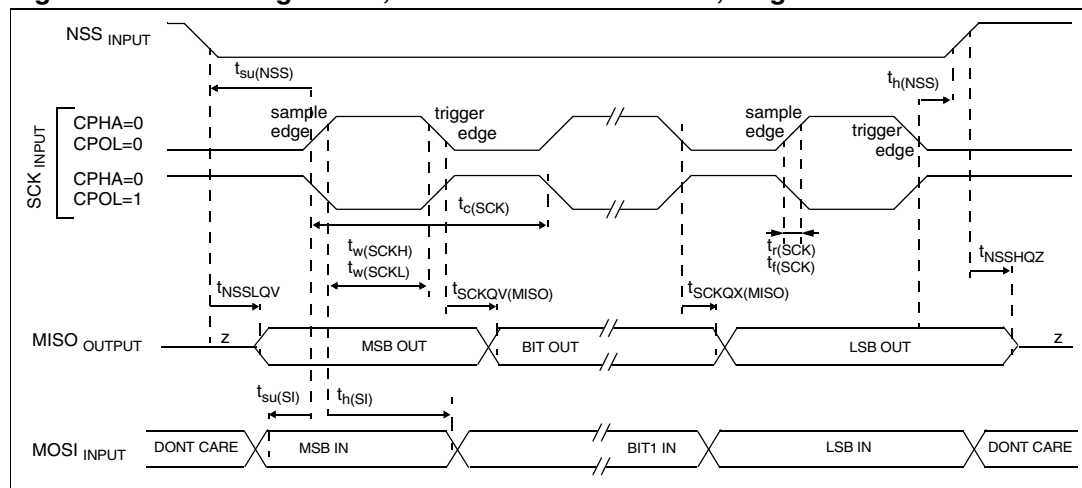 NSS INPUT
tsu(NSS)
th(NSS)
SCK INPUT
CPHA=0
CPOL=0
CPHA=0
CPOL=1
sample
edge
trigger
edge
sample
edge
trigger
edge
tc(SCK)
tw(SCKH)
tw(SCKL)
tr(SCK)
tf(SCK)
tNSSLQV
tSCKQV(MISO)
tSCKQX(MISO)
tNSSHQZ
MISO OUTPUT
z
MSB OUT
BIT OUT
LSB OUT
z
tsu(SI)
th(SI)
MOSI INPUT
DONT CARE
MSB IN
BIT1 IN
LSB IN
DONT CARE